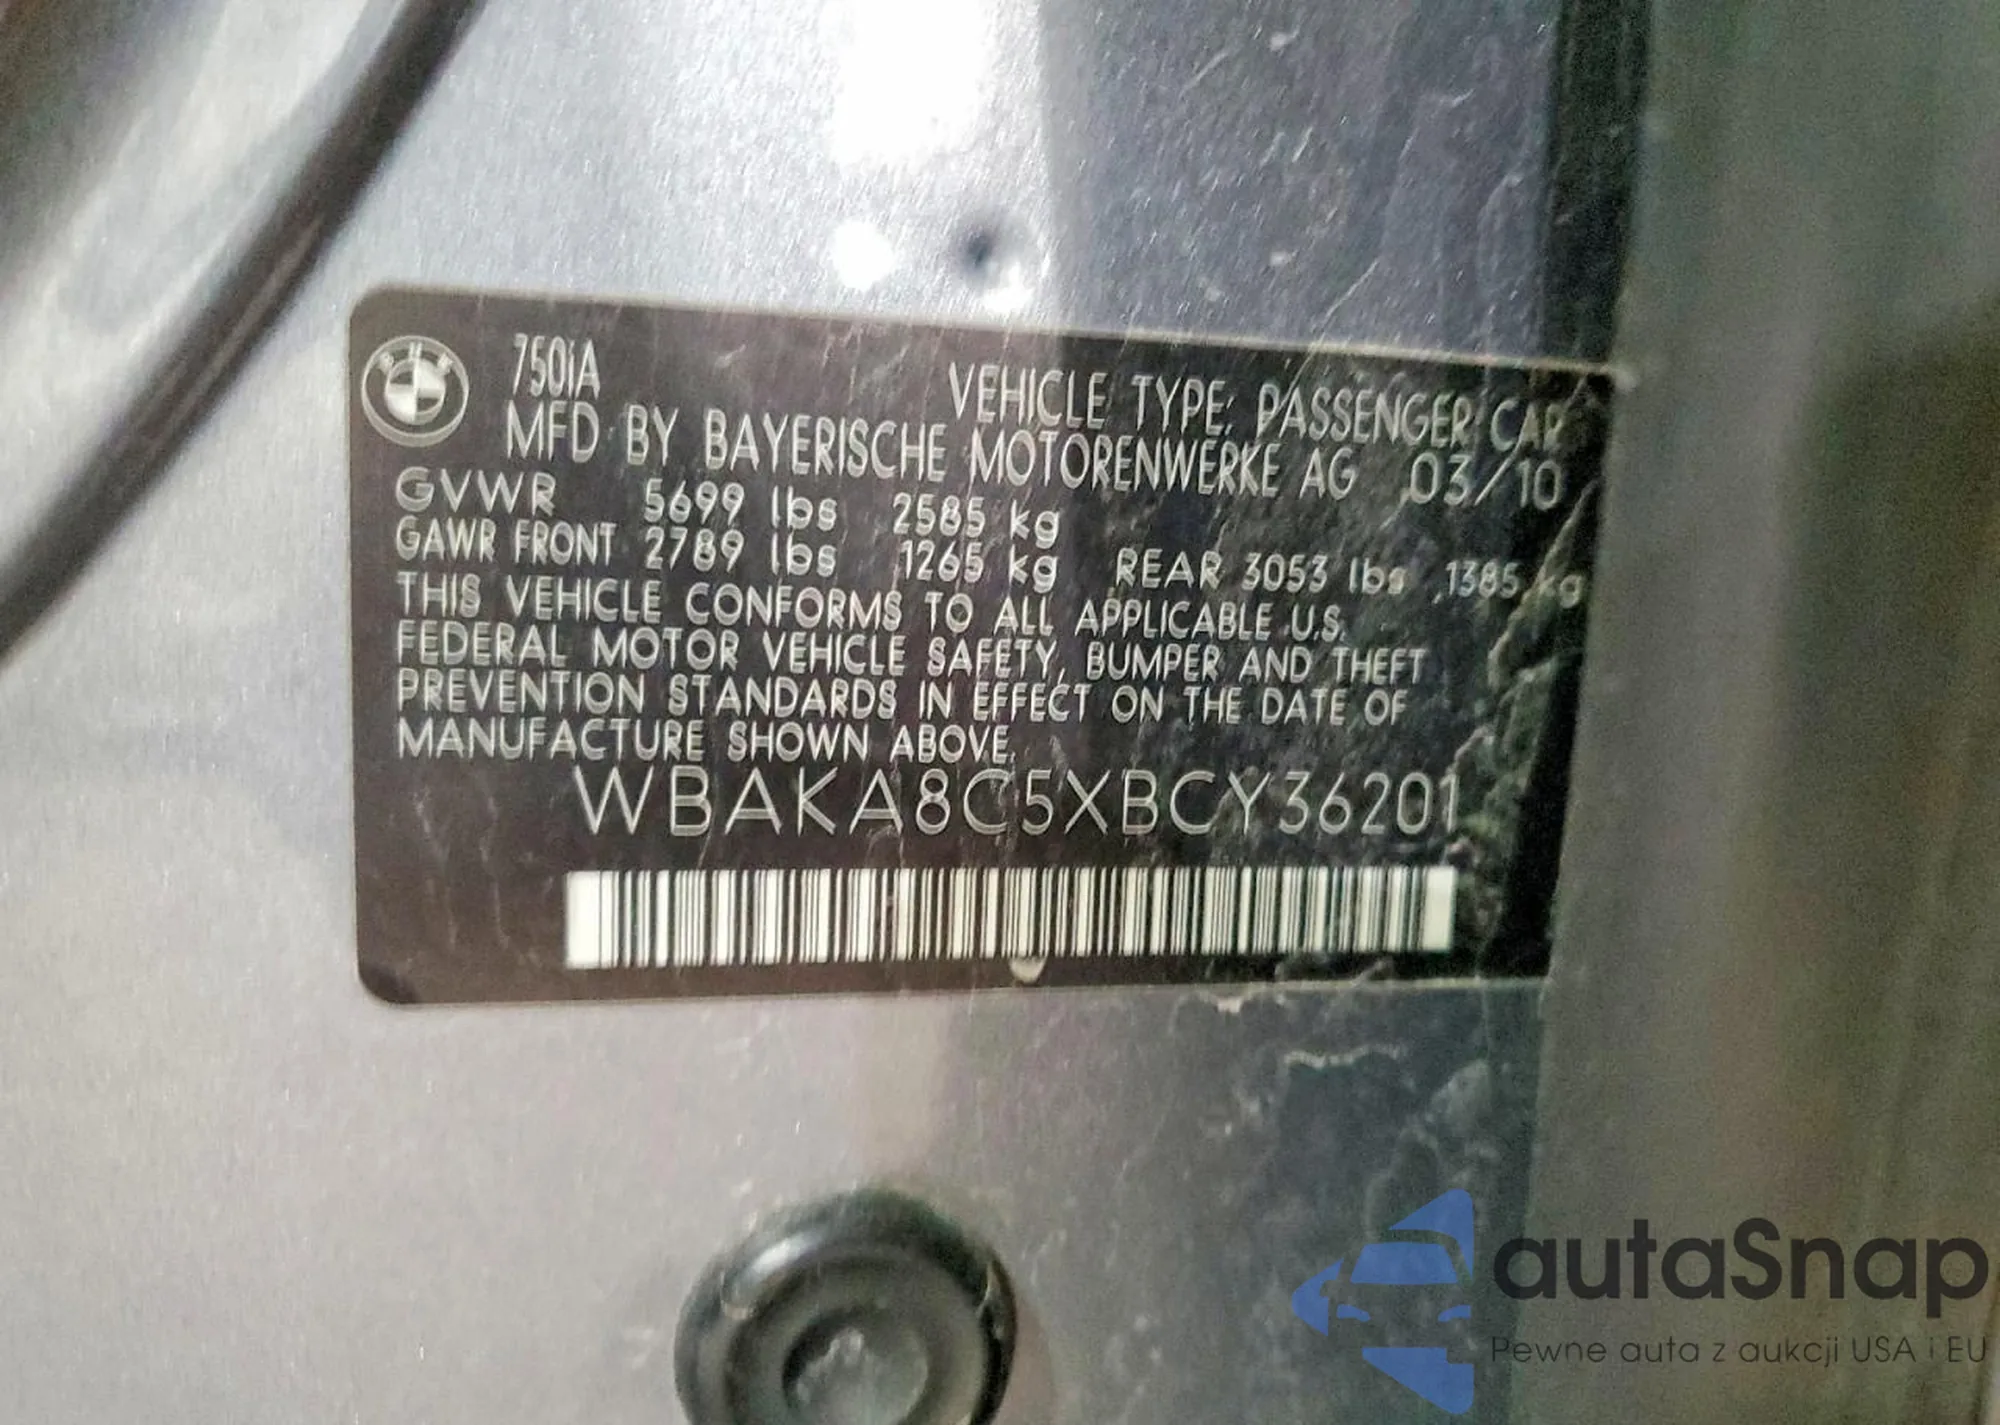 BMW
750iA
VEHICLE TYPE: PASSENGER CAR
MFD BY BAYERISCHE MOTORENWERKE AG 03/10
GVWR 5699 lbs 2585 kg
GAWR FRONT 2789 lbs 1265 kg REAR 3053 lbs 1385 kg
THIS VEHICLE CONFORMS TO ALL APPLICABLE U.S.
FEDERAL MOTOR VEHICLE SAFETY, BUMPER AND THEFT
PREVENTION STANDARDS IN EFFECT ON THE DATE OF
MANUFACTURE SHOWN ABOVE.
WBAKA8C5XBCY36201
autaSnap
Pewne auta z aukcji USA i EU